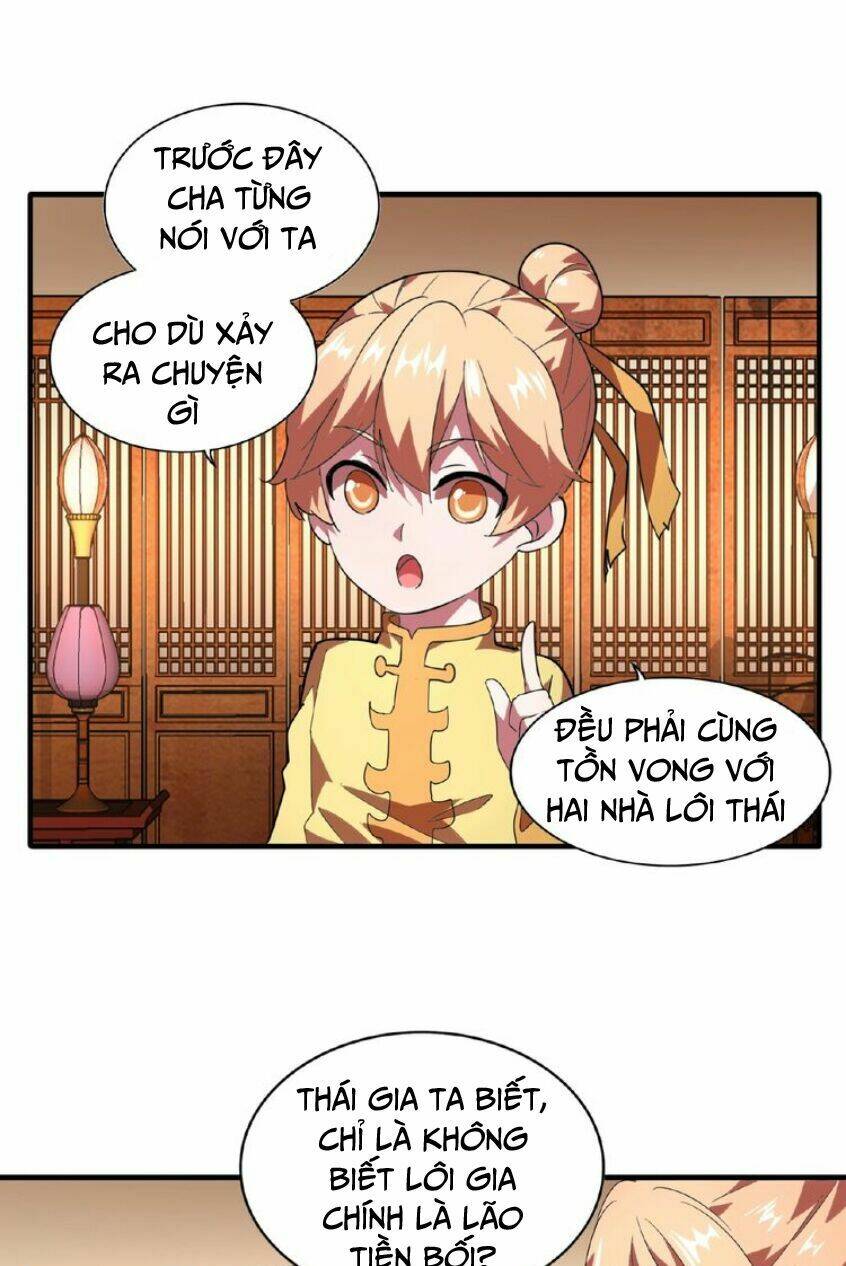 TRƯỚC ĐÂY
CHA TỪNG
NÓI VỚI TA
CHO DÙ XẢY
RA CHUYỆN
GÌ
ĐỀU PHẢI CÙNG
TỒN VONG VỚI
HAI NHÀ LÔI THÁI
THÁI GIA TA BIẾT,
CHỈ LÀ KHÔNG
BIẾT LÔI GIA
CHÍNH LÀ LÃO
TIỀN BỐI?